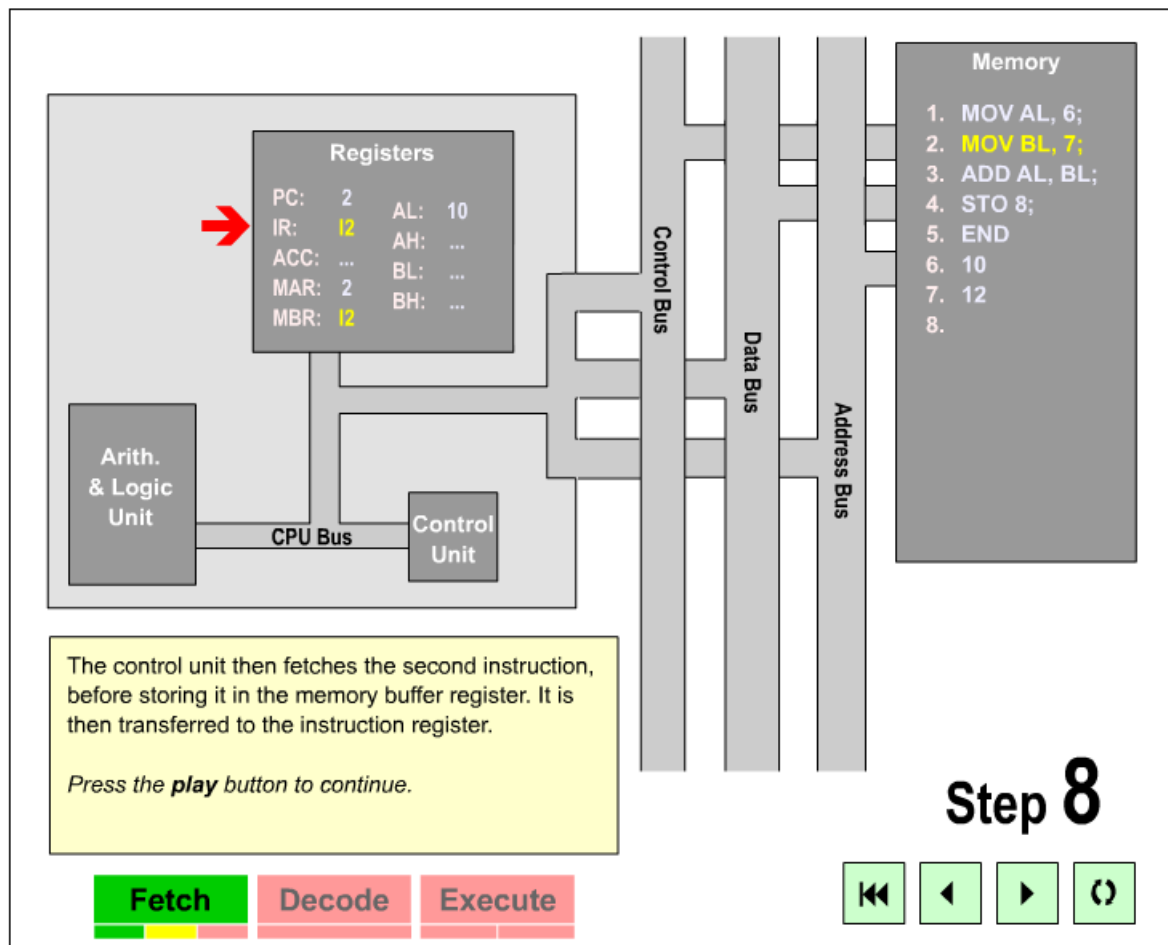 Memory
1. MOV AL, 6;
2. MOV BL, 7;
3. ADD AL, BL;
4. STO 8;
5. END
6. 10
7. 12
8.
Registers
PC: 2
IR: I2
ACC: ...
MAR: 2
MBR: I2
AL: 10
AH: ...
BL: ...
BH: ...
Control Bus
Data Bus
Address Bus
Arith.
& Logic
Unit
CPU Bus
Control
Unit
The control unit then fetches the second instruction,
before storing it in the memory buffer register. It is
then transferred to the instruction register.
Press the play button to continue.
Step 8
Fetch
Decode
Execute